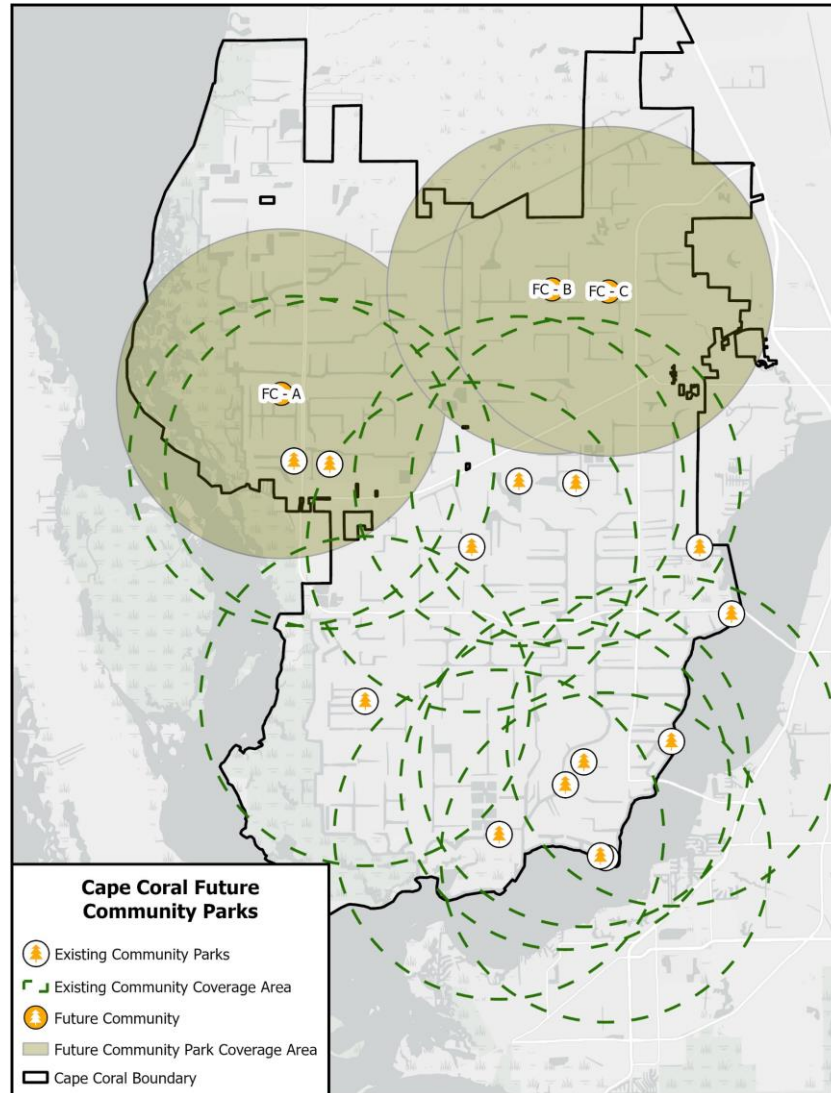 FC - B
FC - C
FC - A
Cape Coral Future
Community Parks
Existing Community Parks
Existing Community Coverage Area
Future Community
Future Community Park Coverage Area
Cape Coral Boundary